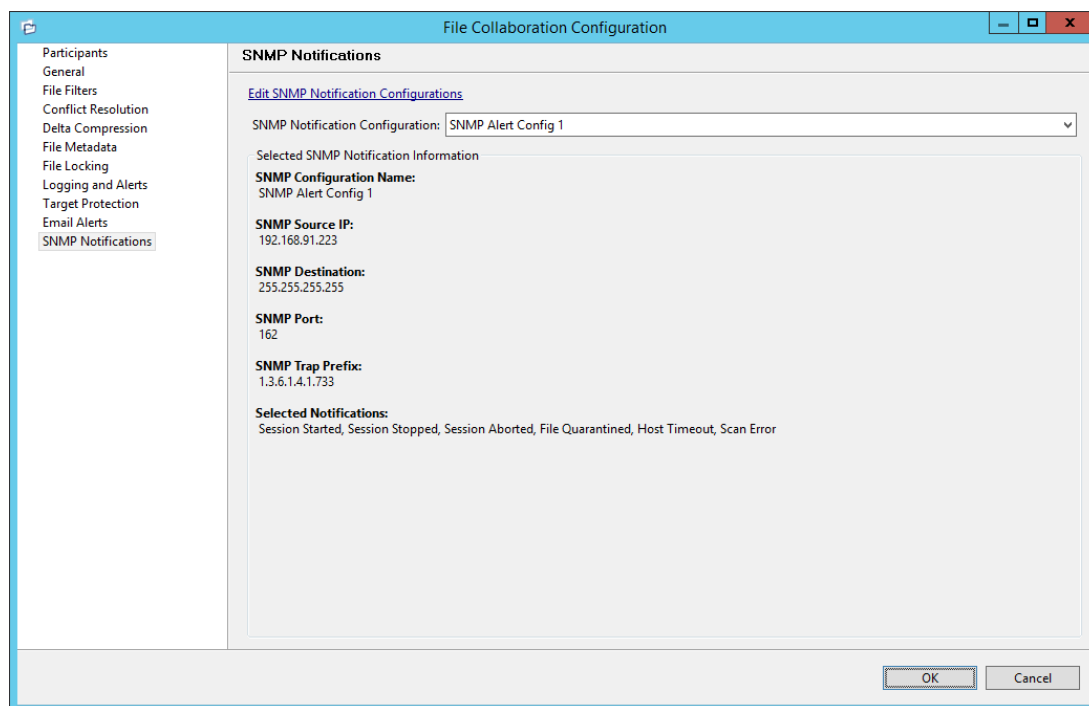 File Collaboration Configuration
Participants
General
File Filters
Conflict Resolution
Delta Compression
File Metadata
File Locking
Logging and Alerts
Target Protection
Email Alerts
SNMP Notifications
SNMP Notifications
Edit SNMP Notification Configurations
SNMP Notification Configuration: SNMP Alert Config 1
Selected SNMP Notification Information
SNMP Configuration Name:
SNMP Alert Config 1
SNMP Source IP:
192.168.91.223
SNMP Destination:
255.255.255.255
SNMP Port:
162
SNMP Trap Prefix:
1.3.6.1.4.1.733
Selected Notifications:
Session Started, Session Stopped, Session Aborted, File Quarantined, Host Timeout, Scan Error
OK Cancel